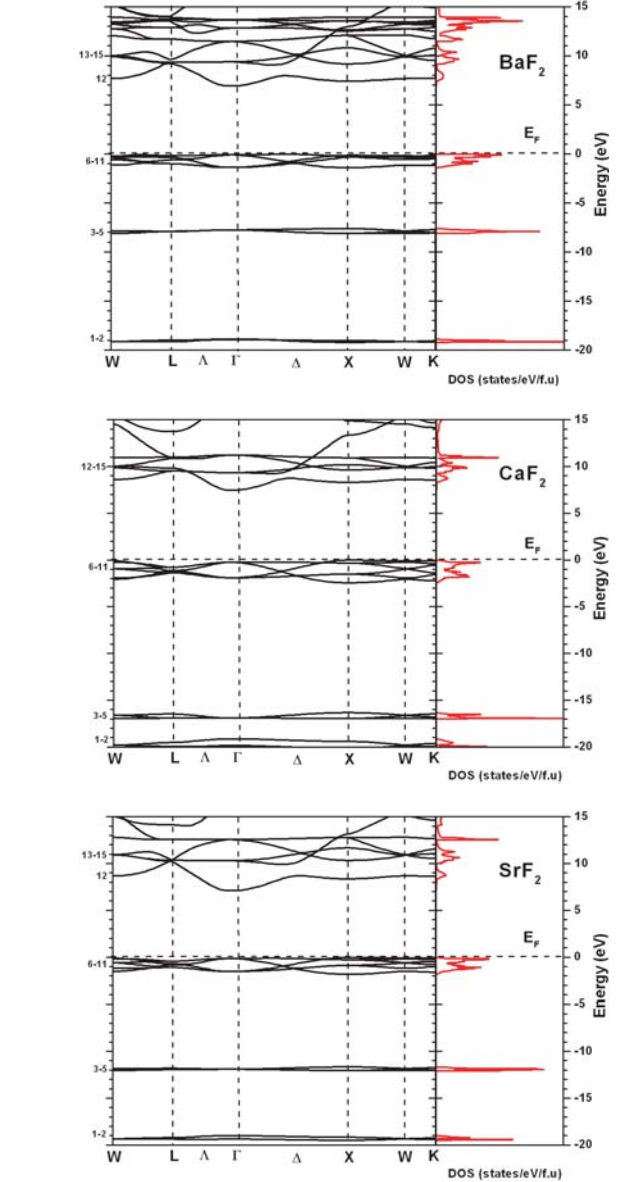 15
13-15
10
BaF2
12
5
EF
0
6-11
-5
3-5
-10
-15
1-2
-20
W L Λ Γ Δ X W K
Energy (eV)
DOS (states/eV/f.u)
15
12-15
10
CaF2
5
EF
0
6-11
-5
-10
-15
3-5
1-2
-20
W L Λ Γ Δ X W K
Energy (eV)
DOS (states/eV/f.u)
15
13-15
10
12
SrF2
5
EF
0
6-11
-5
-10
3-5
-15
1-2
-20
W L Λ Γ Δ X W K
Energy (eV)
DOS (states/eV/f.u)